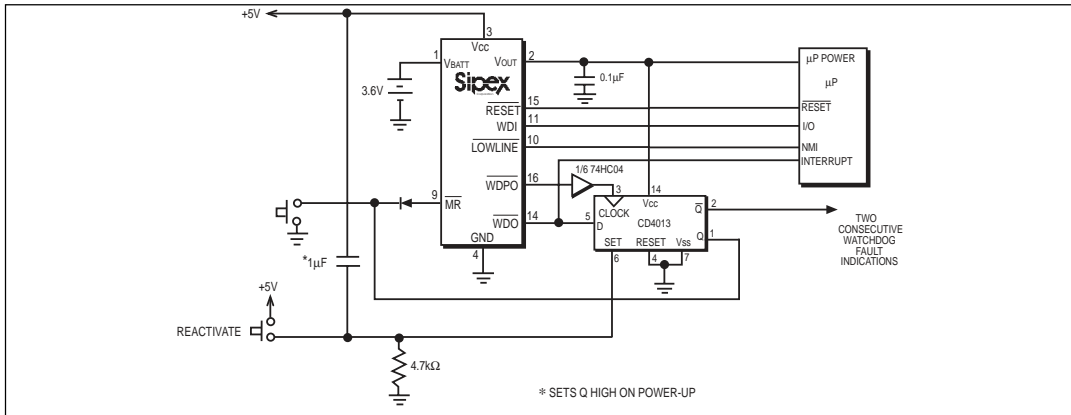 +5V
3
VCC
1
VBATT
VOUT
2
3.6V
Sipex
0.1µF
µP POWER
µP
RESET
15
RESET
WDI
11
I/O
LOWLINE
10
NMI
INTERRUPT
1/6 74HC04
WDPO
16
3
14
9
MR
WDO
14
5
D
CLOCK
VCC
CD4013
Q
2
Q
1
SET
RESET
VSS
6
4
7
GND
4
TWO
CONSECUTIVE
WATCHDOG
FAULT
INDICATIONS
*1µF
+5V
REACTIVATE
4.7kΩ
* SETS Q HIGH ON POWER-UP